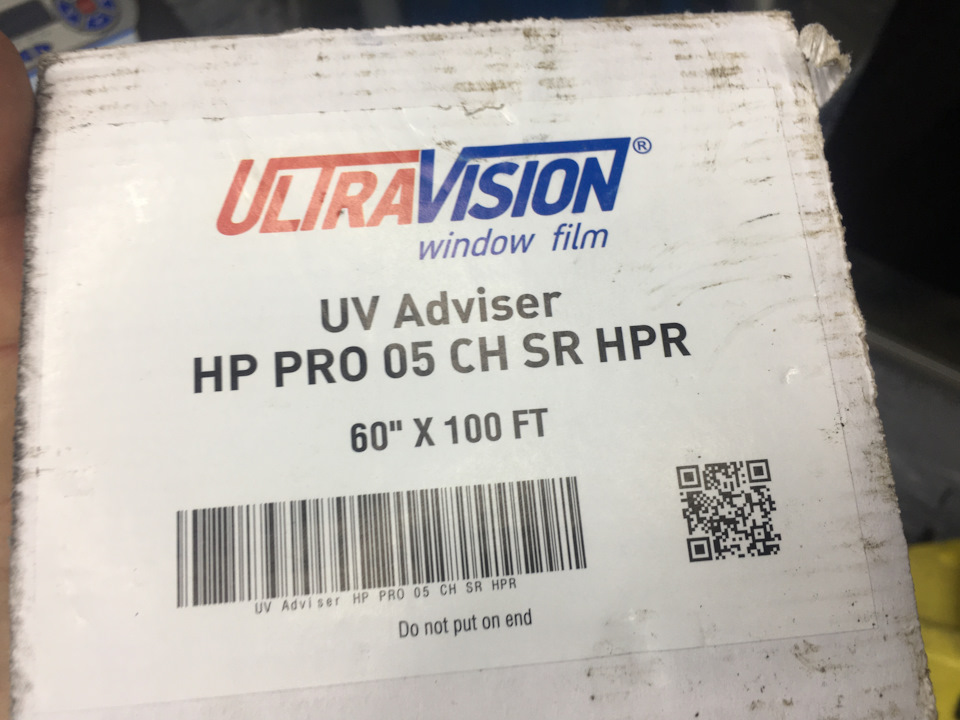 ULTRAVISION®
window film
UV Adviser
HP PRO 05 CH SR HPR
60" X 100 FT
UV Adviser HP PRO 05 CH SR HPR
Do not put on end